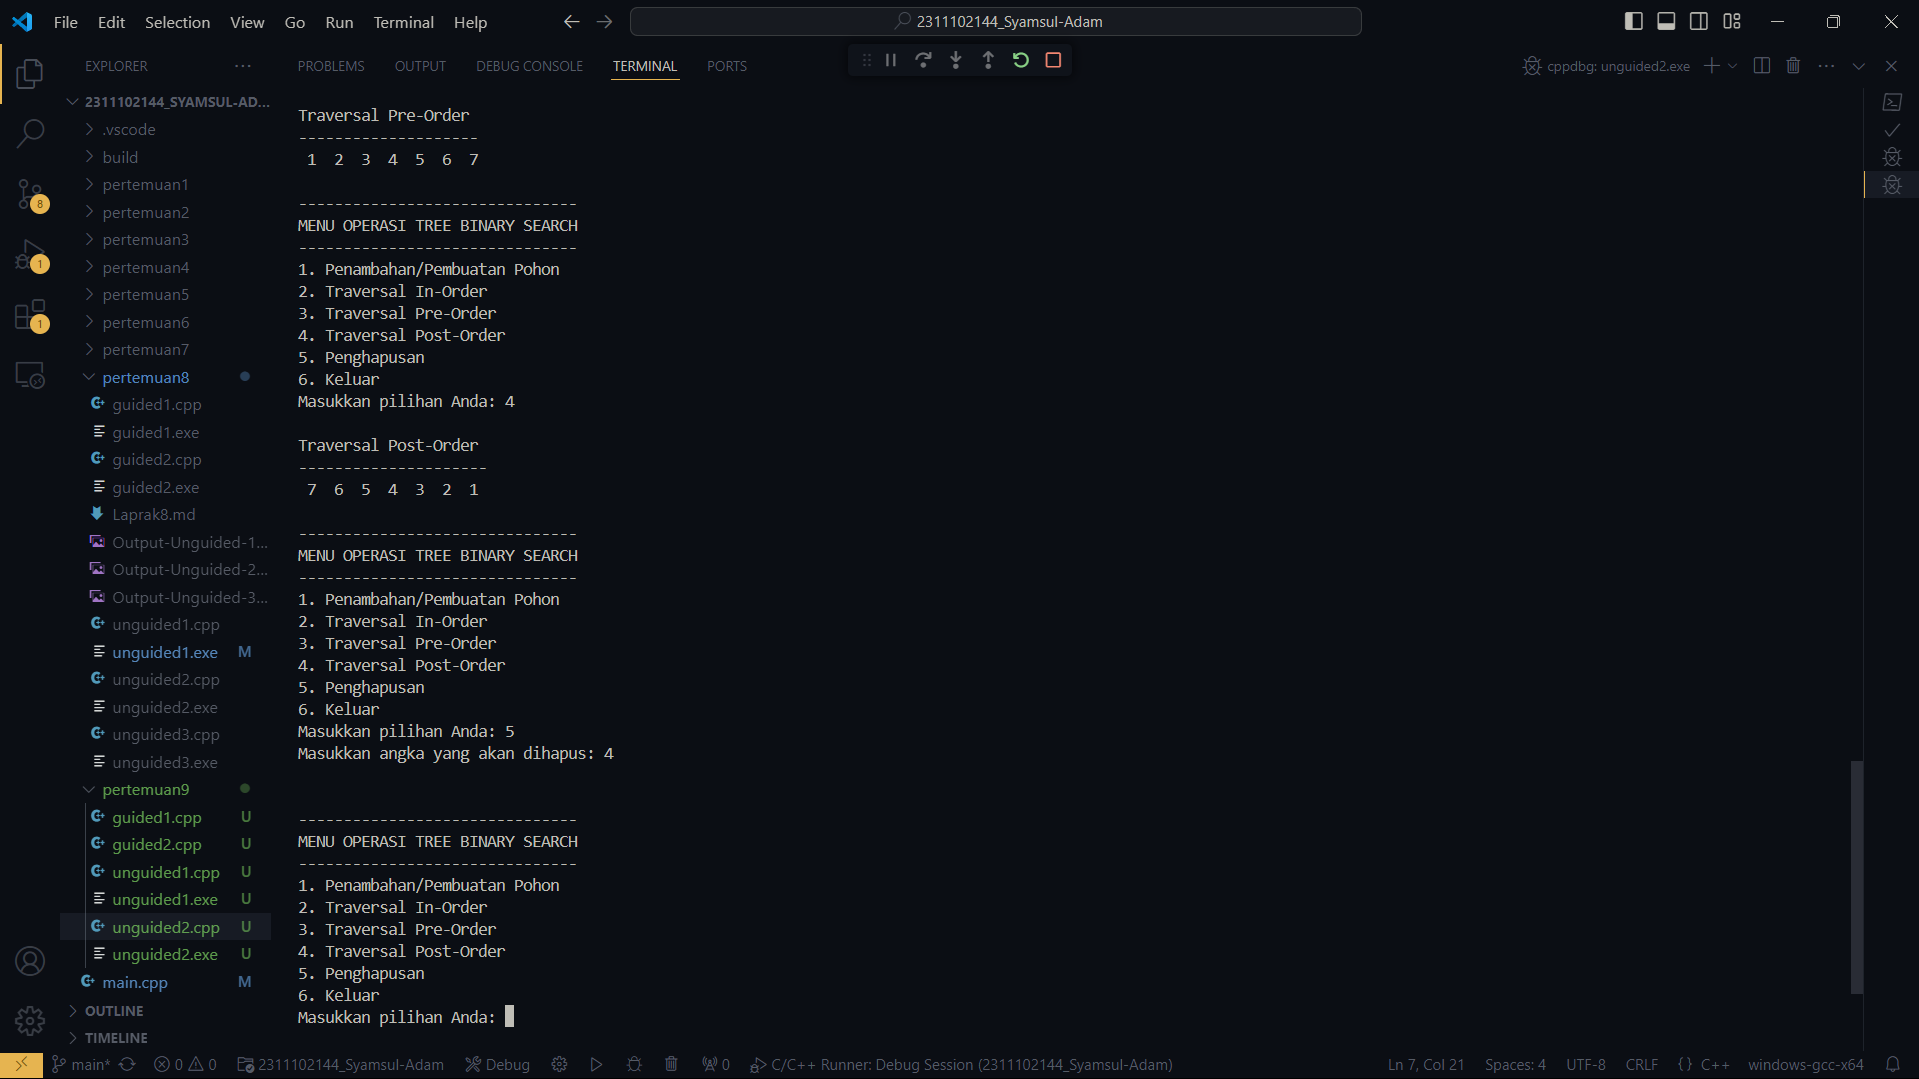 File Edit Selection View Go Run Terminal Help
2311102144_Syamsul-Adam
EXPLORER
PROBLEMS OUTPUT DEBUG CONSOLE TERMINAL PORTS
cppdbg: unguided2.exe
2311102144_SYAMSUL-AD...
.vscode
build
pertemuan1
pertemuan2
pertemuan3
pertemuan4
pertemuan5
pertemuan6
pertemuan7
pertemuan8
guided1.cpp
guided1.exe
guided2.cpp
guided2.exe
Laprak8.md
Output-Unguided-1...
Output-Unguided-2...
Output-Unguided-3...
unguided1.cpp
unguided1.exe M
unguided2.cpp
unguided2.exe
unguided3.cpp
unguided3.exe
pertemuan9
guided1.cpp U
guided2.cpp U
unguided1.cpp U
unguided1.exe U
unguided2.cpp U
unguided2.exe U
main.cpp M
OUTLINE
TIMELINE
8
1
1
Traversal Pre-Order
--------------------
1 2 3 4 5 6 7
-------------------------------
MENU OPERASI TREE BINARY SEARCH
-------------------------------
1. Penambahan/Pembuatan Pohon
2. Traversal In-Order
3. Traversal Pre-Order
4. Traversal Post-Order
5. Penghapusan
6. Keluar
Masukkan pilihan Anda: 4
Traversal Post-Order
---------------------
7 6 5 4 3 2 1
-------------------------------
MENU OPERASI TREE BINARY SEARCH
-------------------------------
1. Penambahan/Pembuatan Pohon
2. Traversal In-Order
3. Traversal Pre-Order
4. Traversal Post-Order
5. Penghapusan
6. Keluar
Masukkan pilihan Anda: 5
Masukkan angka yang akan dihapus: 4
-------------------------------
MENU OPERASI TREE BINARY SEARCH
-------------------------------
1. Penambahan/Pembuatan Pohon
2. Traversal In-Order
3. Traversal Pre-Order
4. Traversal Post-Order
5. Penghapusan
6. Keluar
Masukkan pilihan Anda:
main* 0 0 2311102144_Syamsul-Adam Debug 0 C/C++ Runner: Debug Session (2311102144_Syamsul-Adam) Ln 7, Col 21 Spaces: 4 UTF-8 CRLF {} C++ windows-gcc-x64